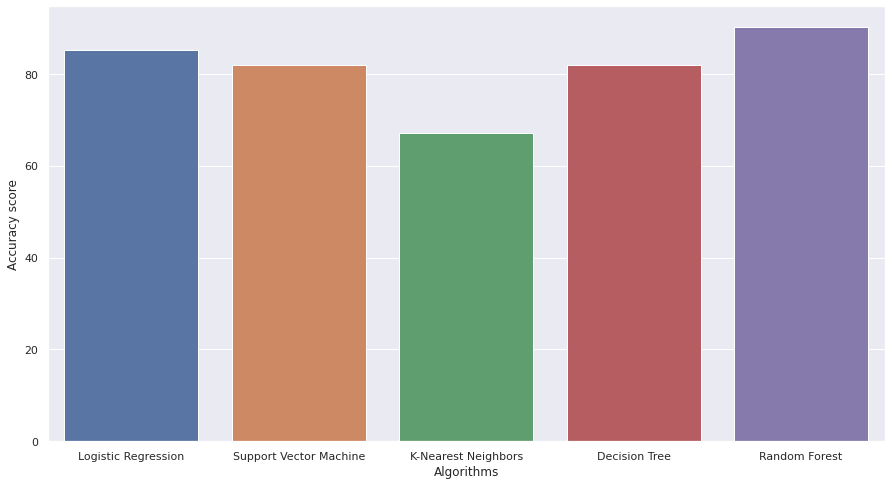 Accuracy score
80
60
40
20
0
Logistic Regression
Support Vector Machine
K-Nearest Neighbors
Decision Tree
Random Forest
Algorithms